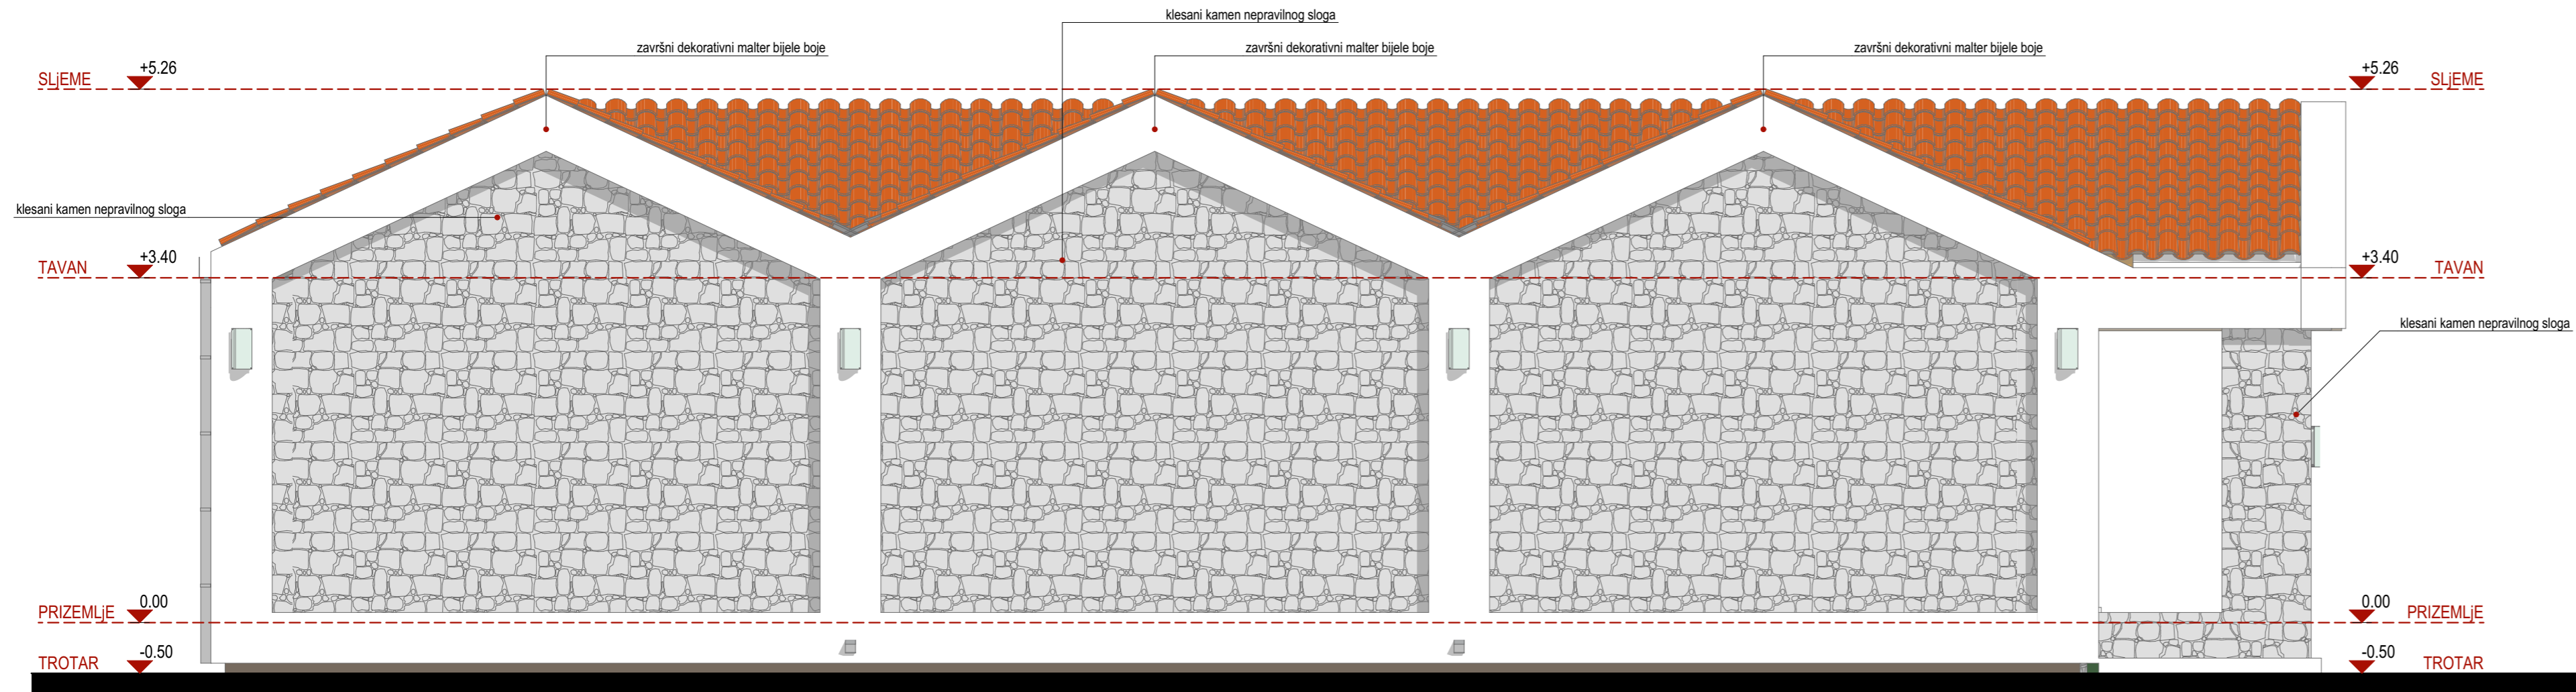 klesani kamen nepravilnog sloga
završni dekorativni malter bijele boje
završni dekorativni malter bijele boje
završni dekorativni malter bijele boje
SLjEME +5.26
+5.26 SLjEME
klesani kamen nepravilnog sloga
TAVAN +3.40
+3.40 TAVAN
klesani kamen nepravilnog sloga
PRIZEMLjE 0.00
0.00 PRIZEMLjE
TROTAR -0.50
-0.50 TROTAR